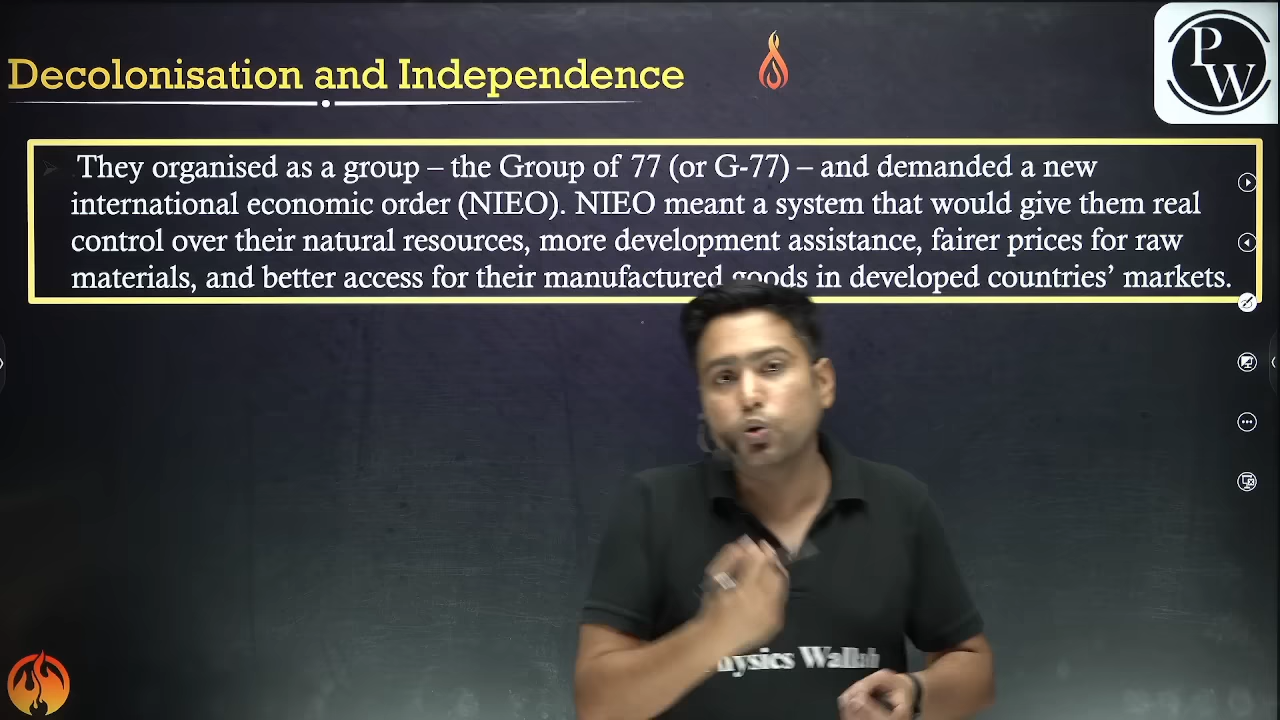 Decolonisation and Independence
PW
They organised as a group – the Group of 77 (or G-77) – and demanded a new
international economic order (NIEO). NIEO meant a system that would give them real
control over their natural resources, more development assistance, fairer prices for raw
materials, and better access for their manufactured goods in developed countries’ markets.
hysics Wallah